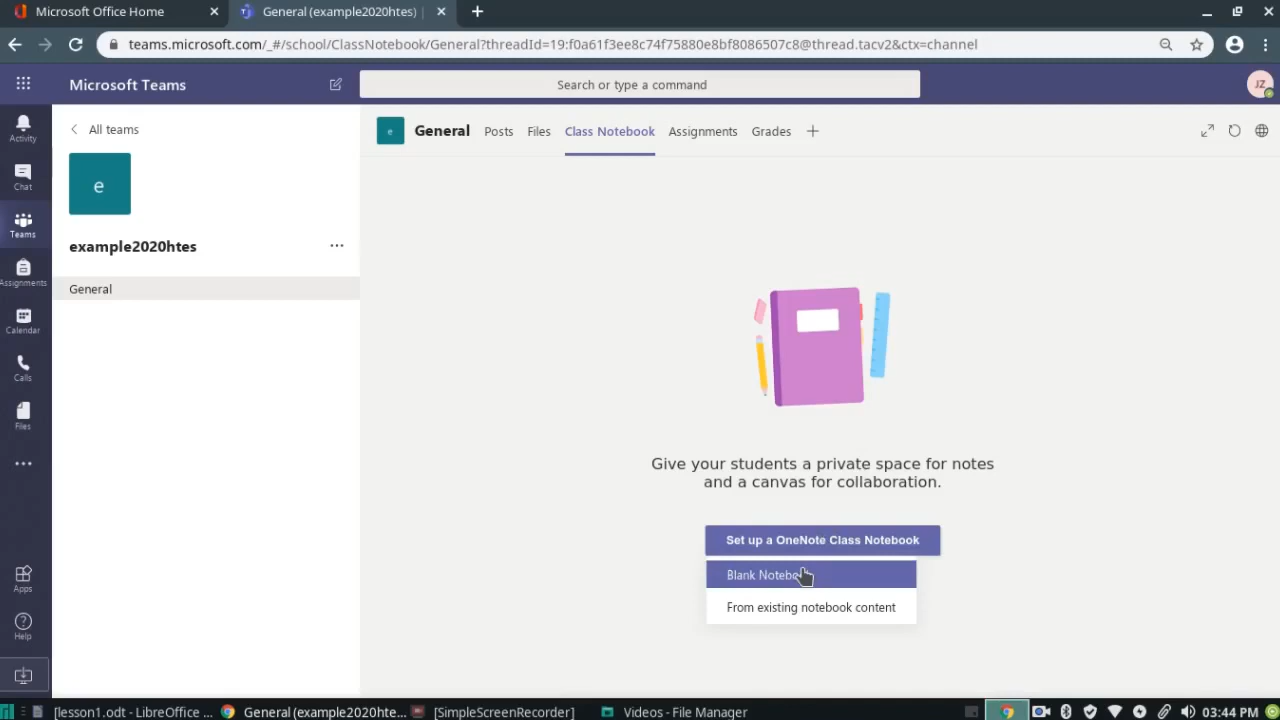 Microsoft Office Home
General (example2020htes) |
teams.microsoft.com/_#/school/ClassNotebook/General?threadId=19:f0a61f3ee8c74f75880e8bf8086507c8@thread.tacv2&ctx=channel
Microsoft Teams
Search or type a command
JZ
Activity
Chat
Teams
Assignments
Calendar
Calls
Files
Apps
Help
All teams
e
example2020htes
General
e
General
Posts
Files
Class Notebook
Assignments
Grades
Give your students a private space for notes
and a canvas for collaboration.
Set up a OneNote Class Notebook
Blank Notebo
From existing notebook content
[lesson1.odt - LibreOffice ...
General (example2020hte...
[SimpleScreenRecorder]
Videos - File Manager
03:44 PM